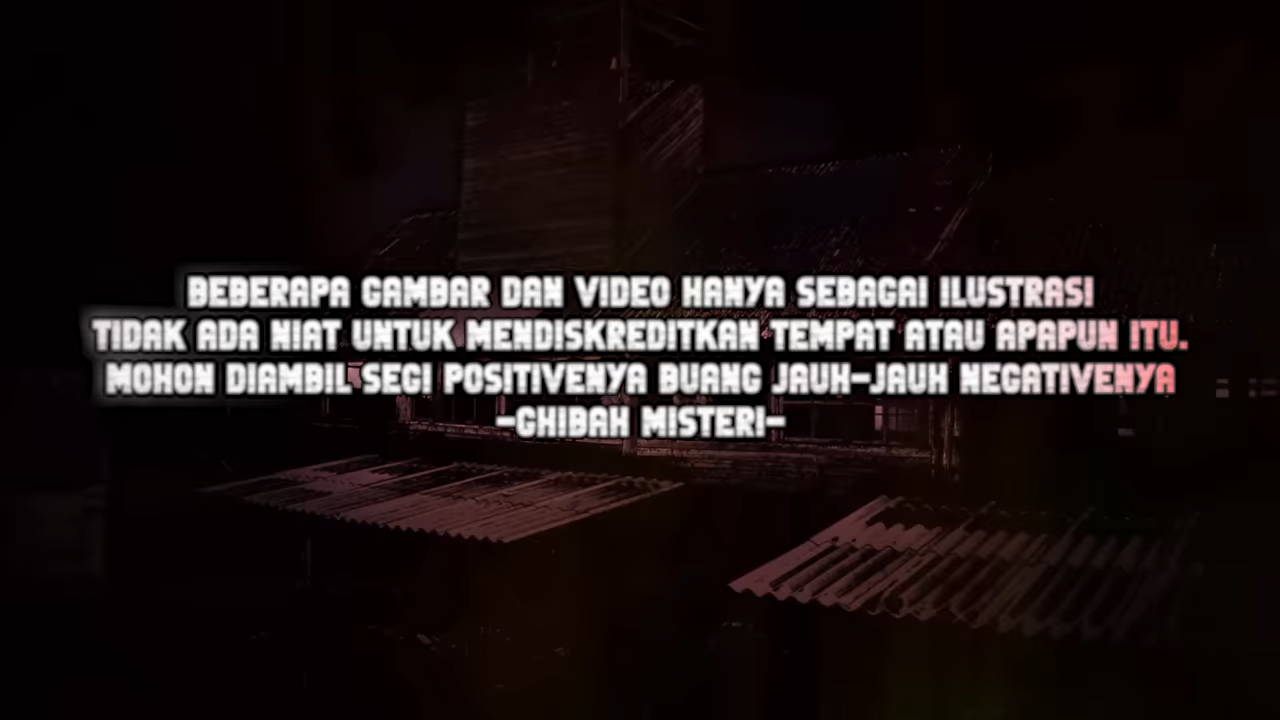 BEBERAPA GAMBAR DAN VIDEO HANYA SEBAGAI ILUSTRASI
TIDAK ADA NIAT UNTUK MENDISKREDITKAN TEMPAT ATAU APAPUN ITU.
MOHON DIAMBIL SEGI POSITIVENYA BUANG JAUH-JAUH NEGATIVENYA
-GHIBAH MISTERI-